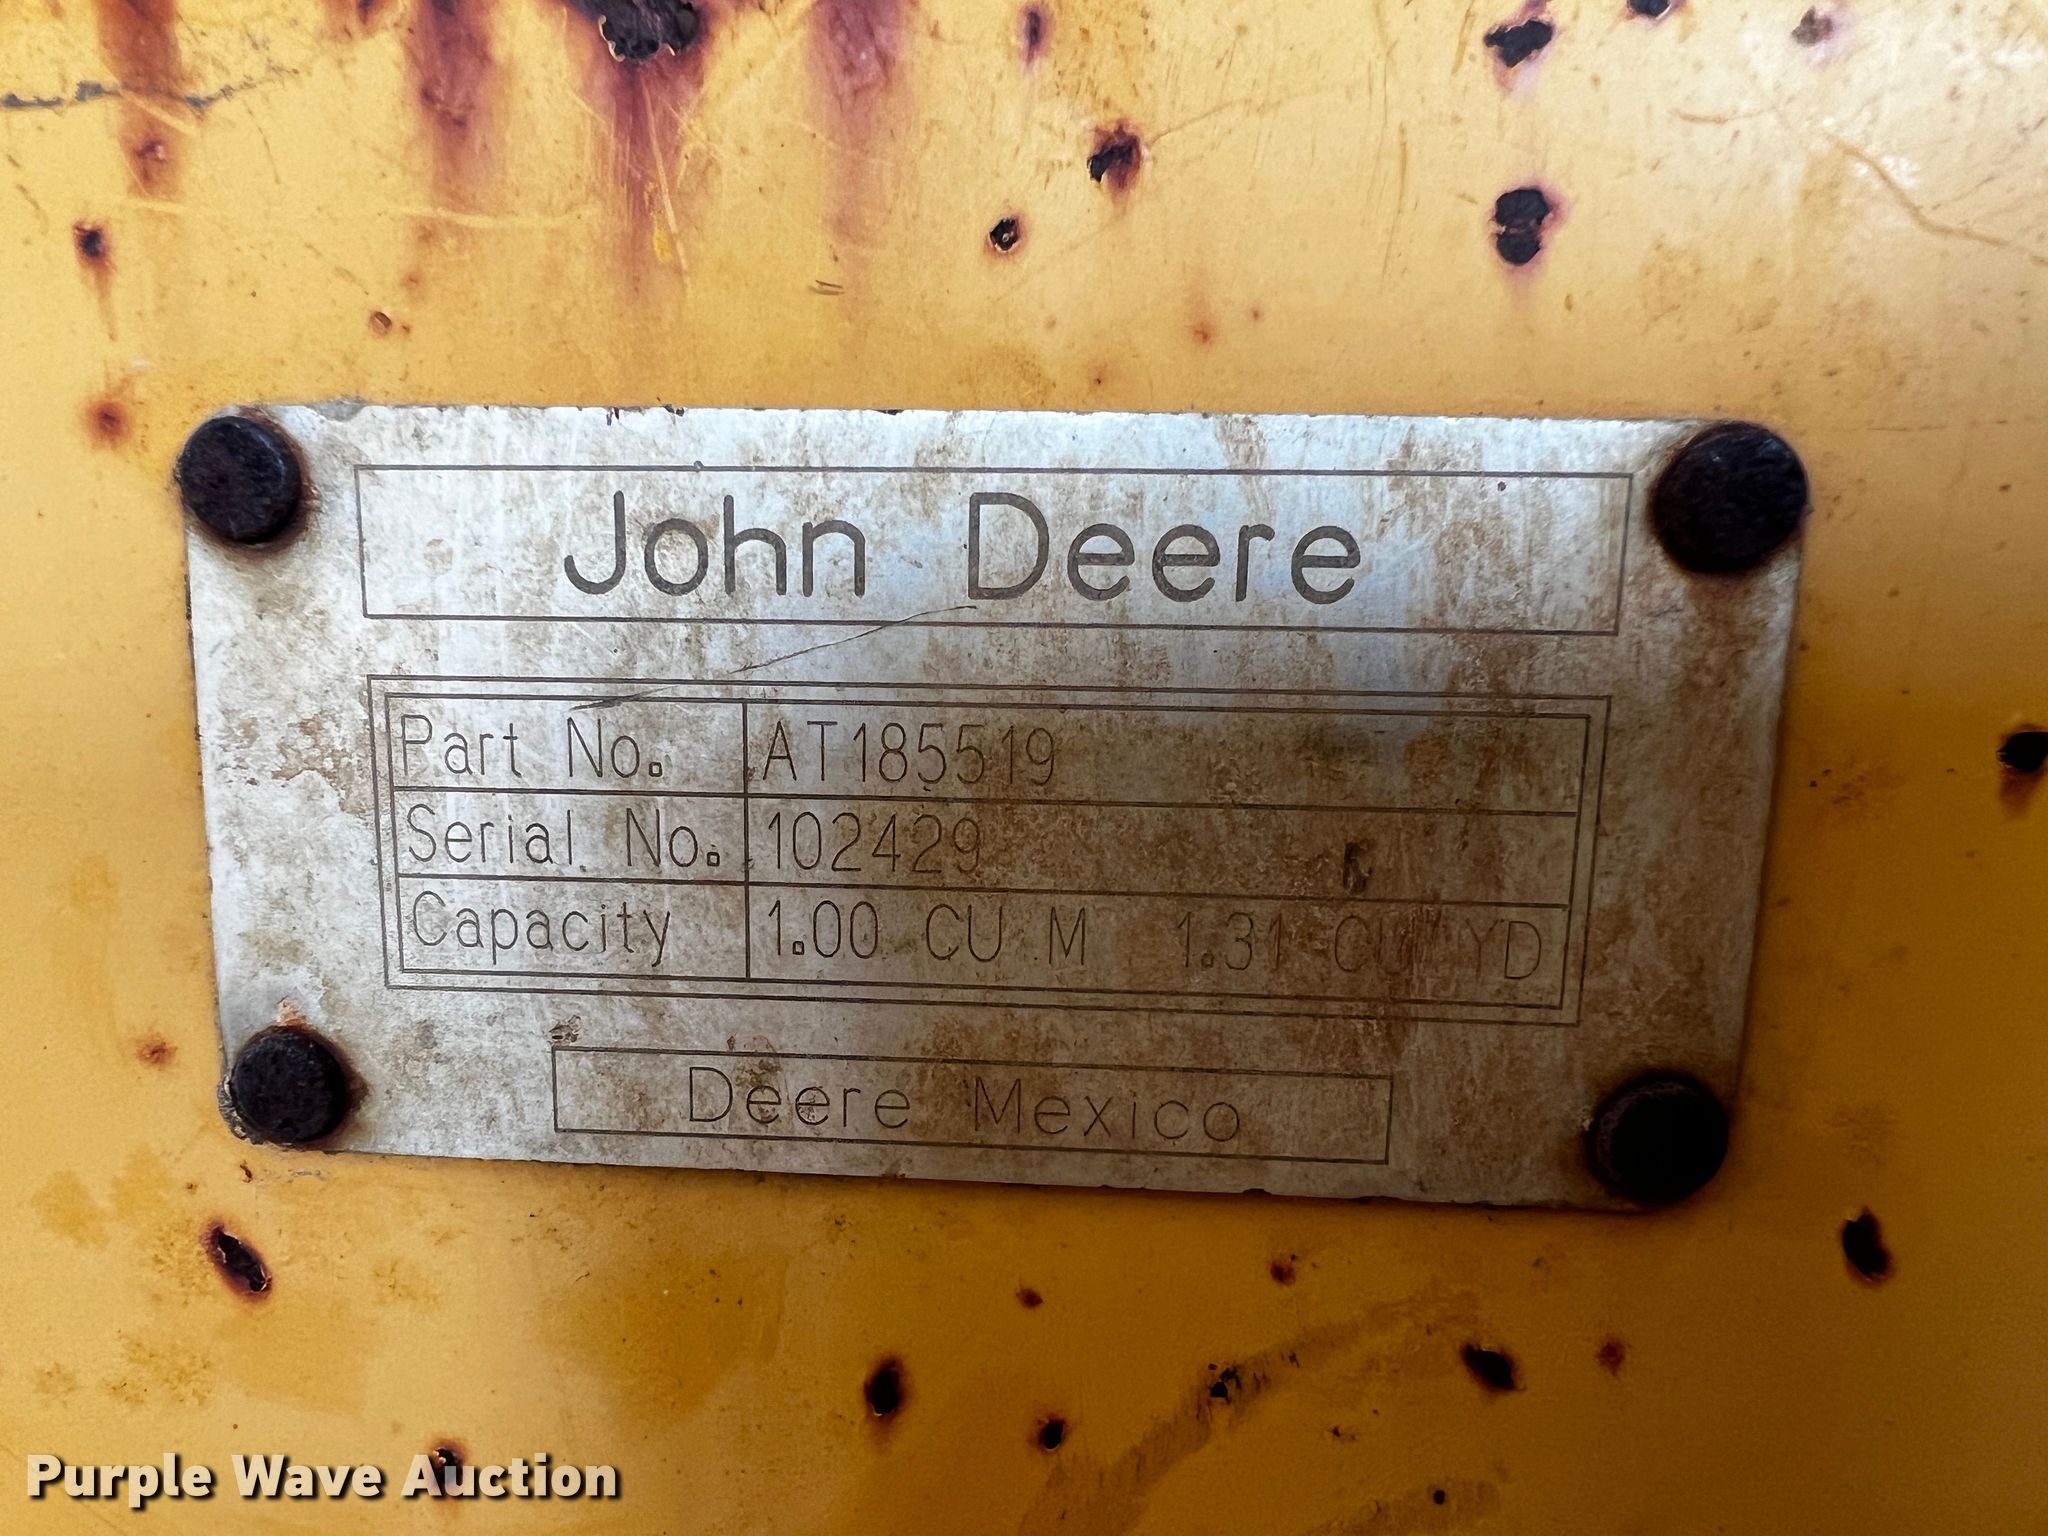 John Deere
Part No. AT185519
Serial No. 102429
Capacity 1.00 CU M 1.31 CU YD
Deere Mexico
Purple Wave Auction